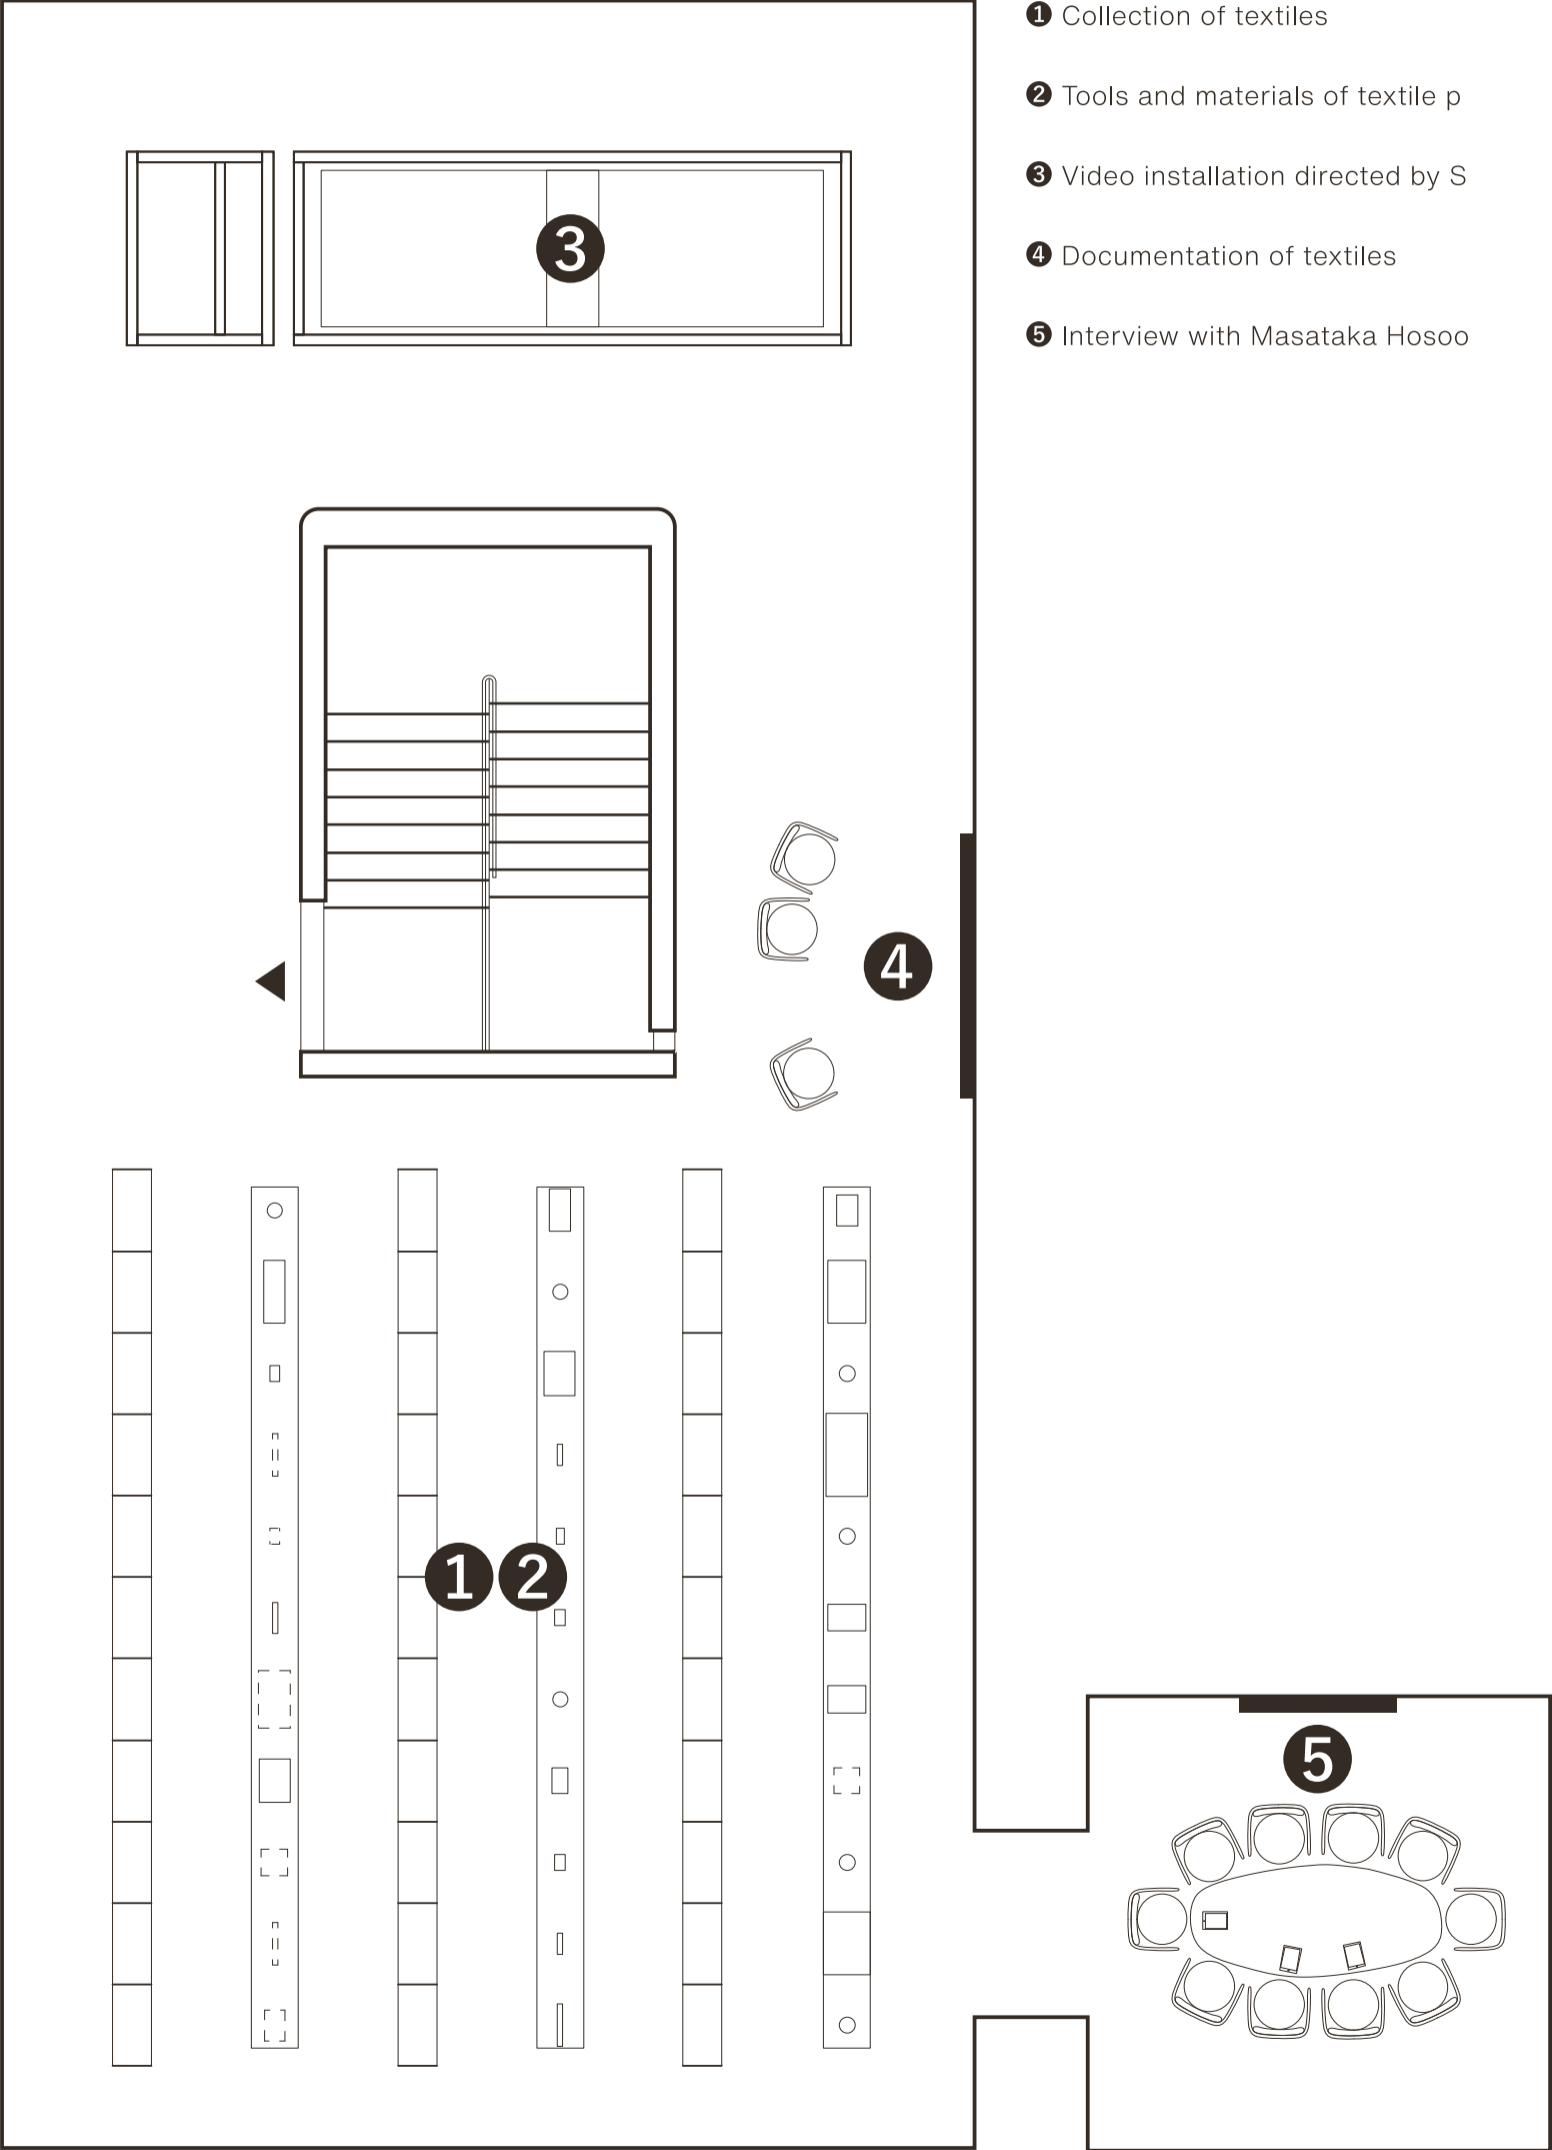 ❶ Collection of textiles
❷ Tools and materials of textile p
❸ Video installation directed by S
❹ Documentation of textiles
❺ Interview with Masataka Hosoo
3
4
1 2
5